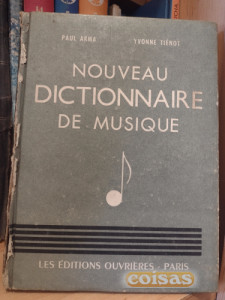 PAUL ARMA YVONNE TIÉNOT
NOUVEAU
DICTIONNAIRE
DE MUSIQUE
LES ÉDITIONS OUVRIÈRES - PARIS
coisas